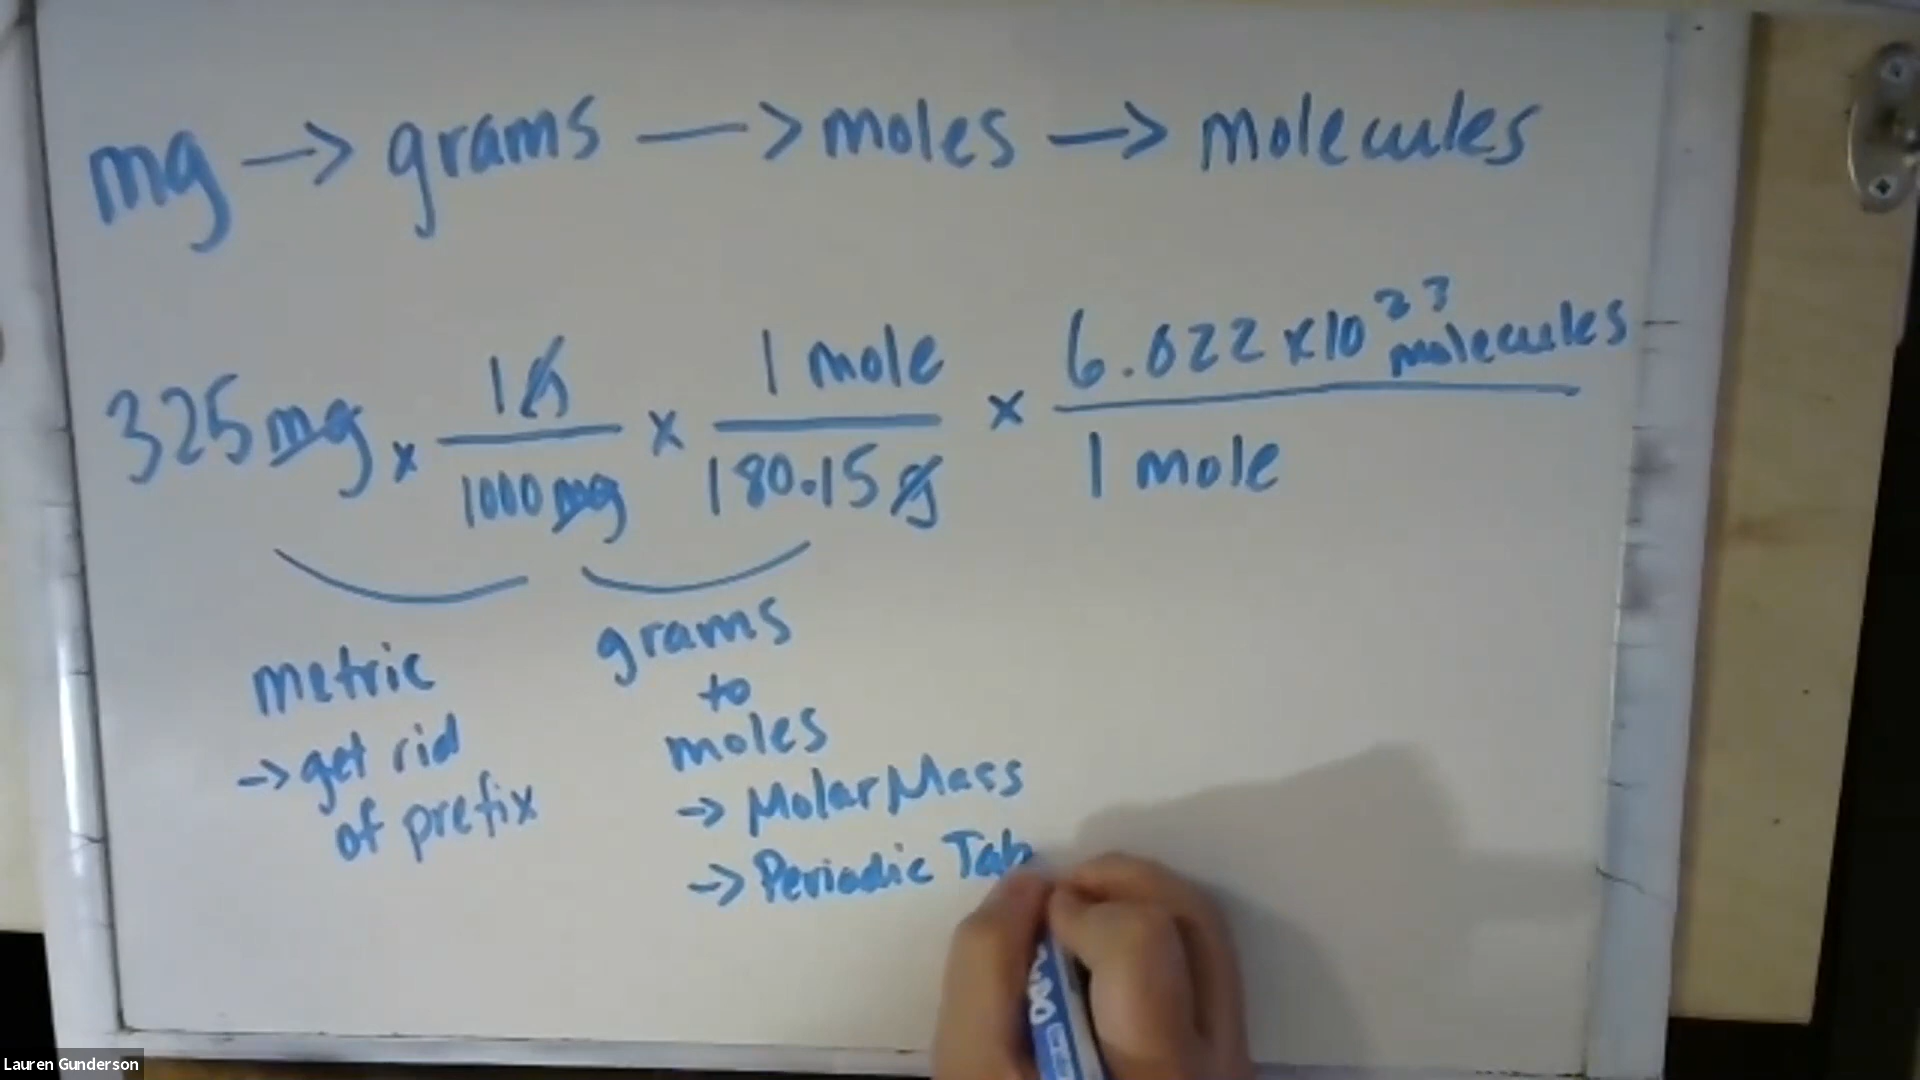 mg -> grams -> moles -> molecules
325 mg x 1 g / 1000 mg x 1 mole / 180.15 g x 6.022 x 10^23 molecules / 1 mole
metric
-> get rid
of prefix
grams
to
moles
-> Molar Mass
-> Periodic Tab
Lauren Gunderson